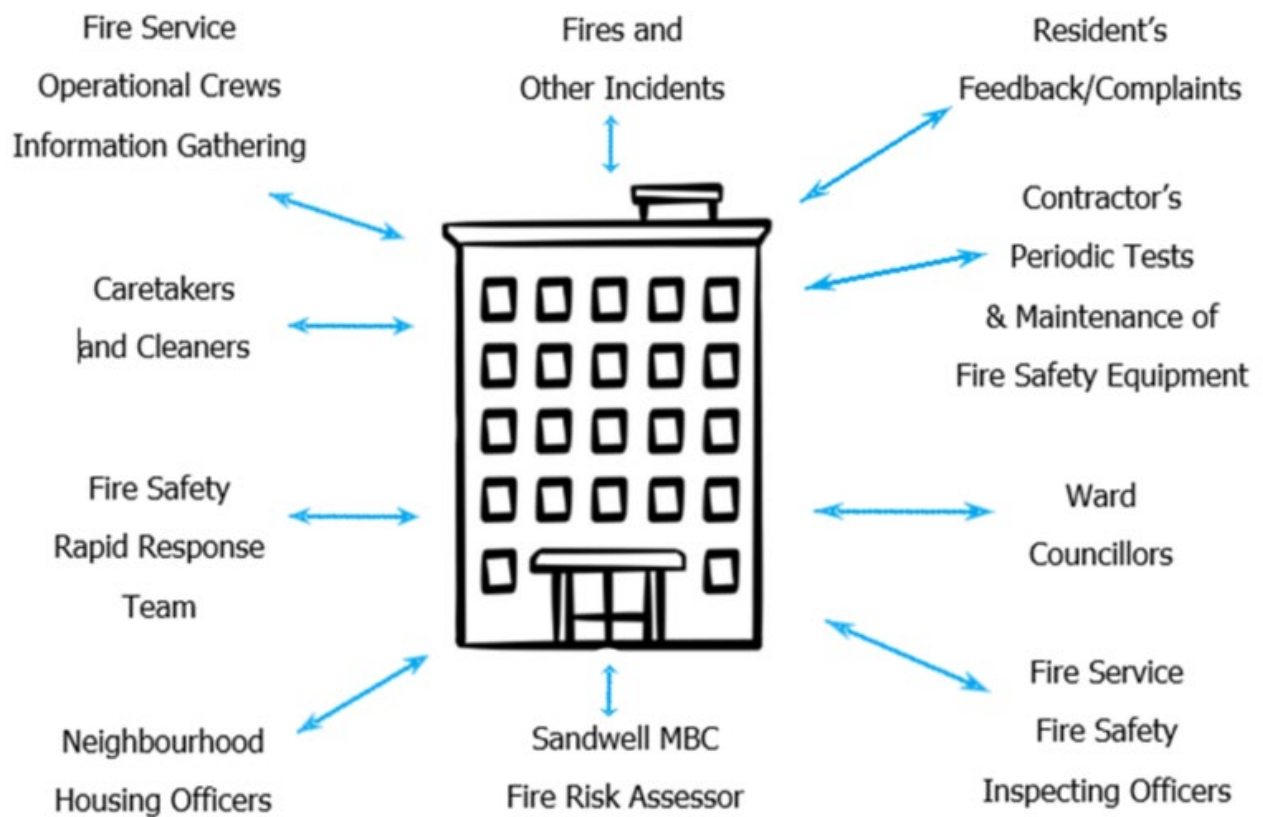 Fire Service
Operational Crews
Information Gathering
Fires and
Other Incidents
Resident's
Feedback/Complaints
Contractor's
Periodic Tests
& Maintenance of
Fire Safety Equipment
Caretakers
and Cleaners
Fire Safety
Rapid Response
Team
Ward
Councillors
Neighbourhood
Housing Officers
Sandwell MBC
Fire Risk Assessor
Fire Service
Fire Safety
Inspecting Officers